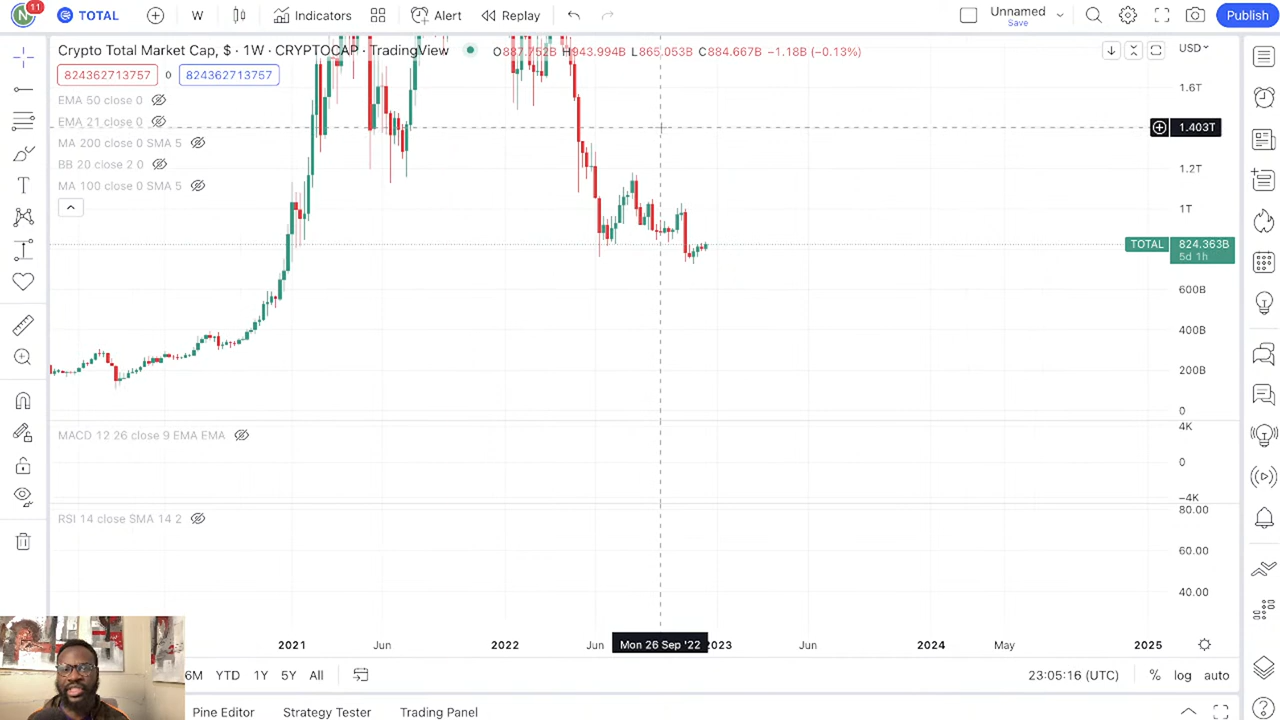 N 11 TOTAL W Indicators Alert Replay Unnamed Save Publish
Crypto Total Market Cap, $ · 1W · CRYPTOCAP · TradingView O887.752B H943.994B L865.053B C884.667B −1.18B (−0.13%) USD
824362713757 0 824362713757
1.6T
EMA 50 close 0
EMA 21 close 0
1.403T
MA 200 close 0 SMA 5
BB 20 close 2 0
1.2T
MA 100 close 0 SMA 5
1T
TOTAL 824.363B
5d 1h
600B
400B
200B
0
4K
MACD 12 26 close 9 EMA EMA
0
−4K
80.00
RSI 14 close SMA 14 2
60.00
40.00
2021 Jun 2022 Jun Mon 26 Sep '22 2023 Jun 2024 May 2025
6M YTD 1Y 5Y All 23:05:16 (UTC) % log auto
Pine Editor Strategy Tester Trading Panel